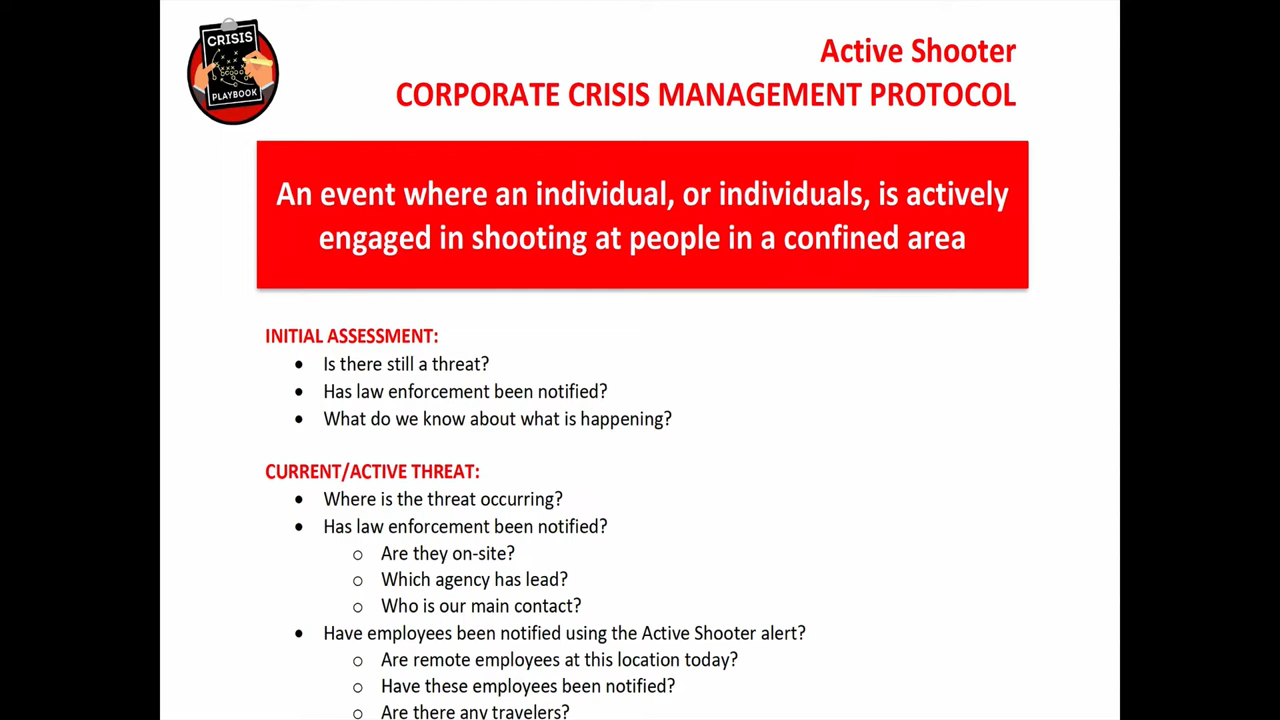 CRISIS
PLAYBOOK
Active Shooter
CORPORATE CRISIS MANAGEMENT PROTOCOL
An event where an individual, or individuals, is actively
engaged in shooting at people in a confined area
INITIAL ASSESSMENT:
• Is there still a threat?
• Has law enforcement been notified?
• What do we know about what is happening?
CURRENT/ACTIVE THREAT:
• Where is the threat occurring?
• Has law enforcement been notified?
o Are they on-site?
o Which agency has lead?
o Who is our main contact?
• Have employees been notified using the Active Shooter alert?
o Are remote employees at this location today?
o Have these employees been notified?
o Are there any travelers?